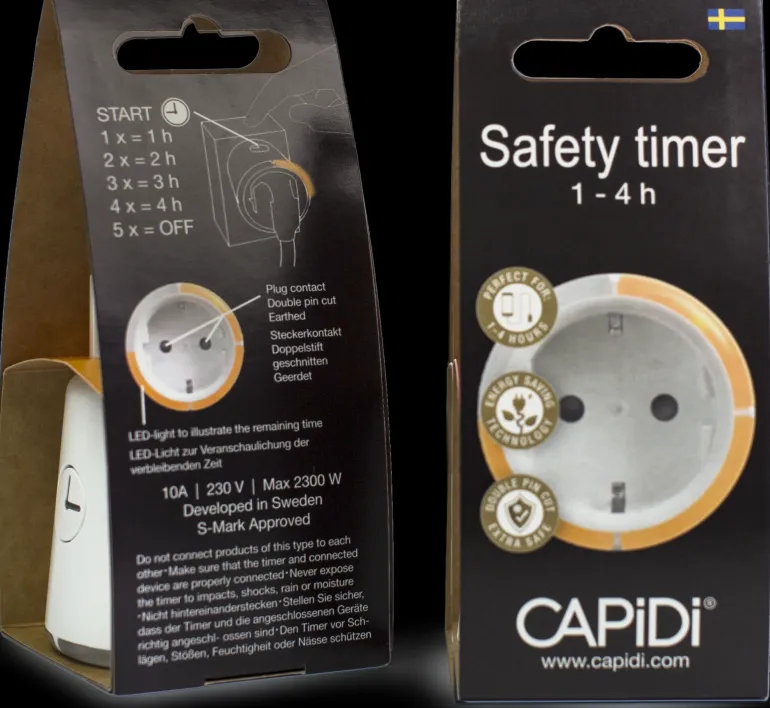 START
1 x = 1 h
2 x = 2 h
3 x = 3 h
4 x = 4 h
5 x = OFF
Plug contact
Double pin cut
Earthed
Steckerkontakt
Doppelstift
geschnitten
Geerdet
LED-light to illustrate the remaining time
LED-Licht zur Veranschaulichung der
verbleibenden Zeit
10A | 230 V | Max 2300 W
Developed in Sweden
S-Mark Approved
Do not connect products of this type to each
other·Make sure that the timer and connected
device are properly connected·Never expose
the timer to impacts, shocks, rain or moisture
·Nicht hintereinanderstecken·Stellen Sie sicher,
dass der Timer und die angeschlossenen Geräte
richtig angeschl- ossen sind·Den Timer vor Sch-
lägen, Stößen, Feuchtigkeit oder Nässe schützen
Safety timer
1 - 4 h
PERFECT FOR:
1-4 HOURS
ENERGY SAVING
TECHNOLOGY
DOUBLE PIN CUT
EXTRA SAFE
CAPiDi®
www.capidi.com